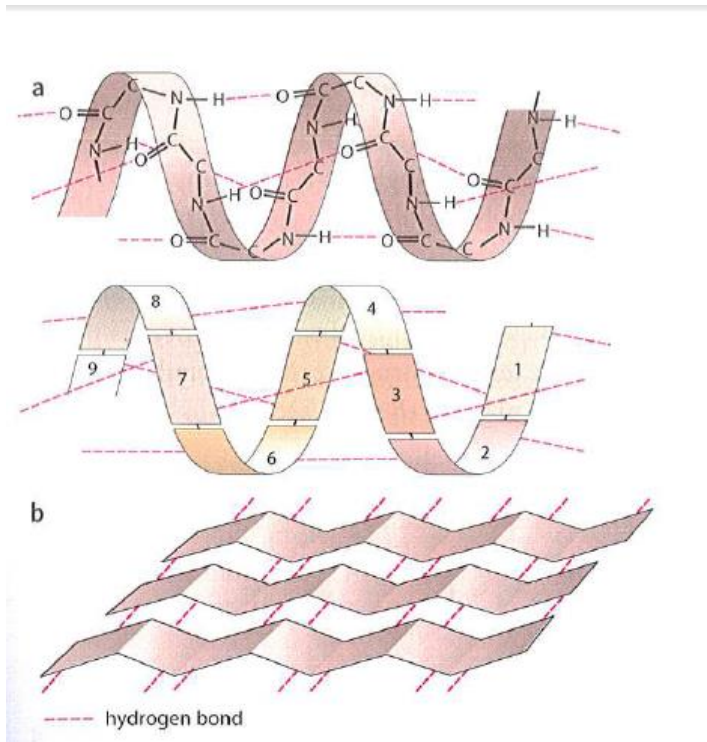 a
C N H O C C N H
O C N H N H
N H O C O C C
C C C
O C
N H O C N H
O C C N H O C C N H
8 4
9 7 5 3 1
6 2
b
hydrogen bond